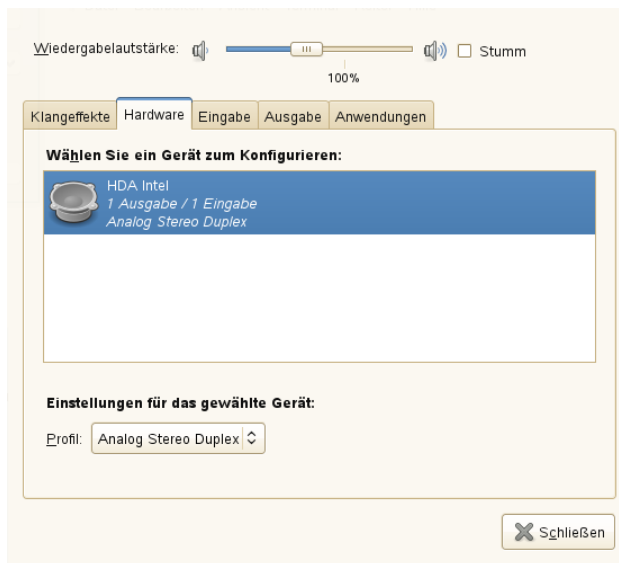 Wiedergabelautstärke:
Stumm
100%
Klangeffekte Hardware Eingabe Ausgabe Anwendungen
Wählen Sie ein Gerät zum Konfigurieren:
HDA Intel
1 Ausgabe / 1 Eingabe
Analog Stereo Duplex
Einstellungen für das gewählte Gerät:
Profil: Analog Stereo Duplex
Schließen